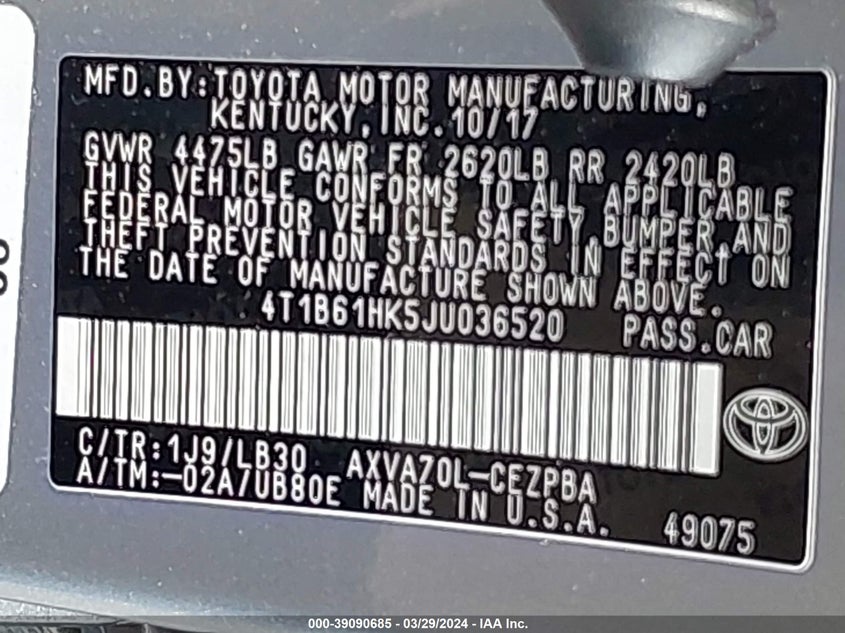 MFD.BY:TOYOTA MOTOR MANUFACTURING,
KENTUCKY,INC.10/17
GVWR 4475LB GAWR FR 2620LB RR 2420LB
THIS VEHICLE CONFORMS TO ALL APPLICABLE
FEDERAL MOTOR VEHICLE SAFETY,BUMPER,AND
THEFT PREVENTION STANDARDS IN EFFECT ON
THE DATE OF MANUFACTURE SHOWN ABOVE.
4T1B61HK5JU036520 PASS.CAR
C/TR:1J9/LB30 AXVA70L-CEZPBA
A/TM:-02A/UB80E MADE IN U.S.A.
49075
000-39090685 - 03/29/2024 - IAA Inc.